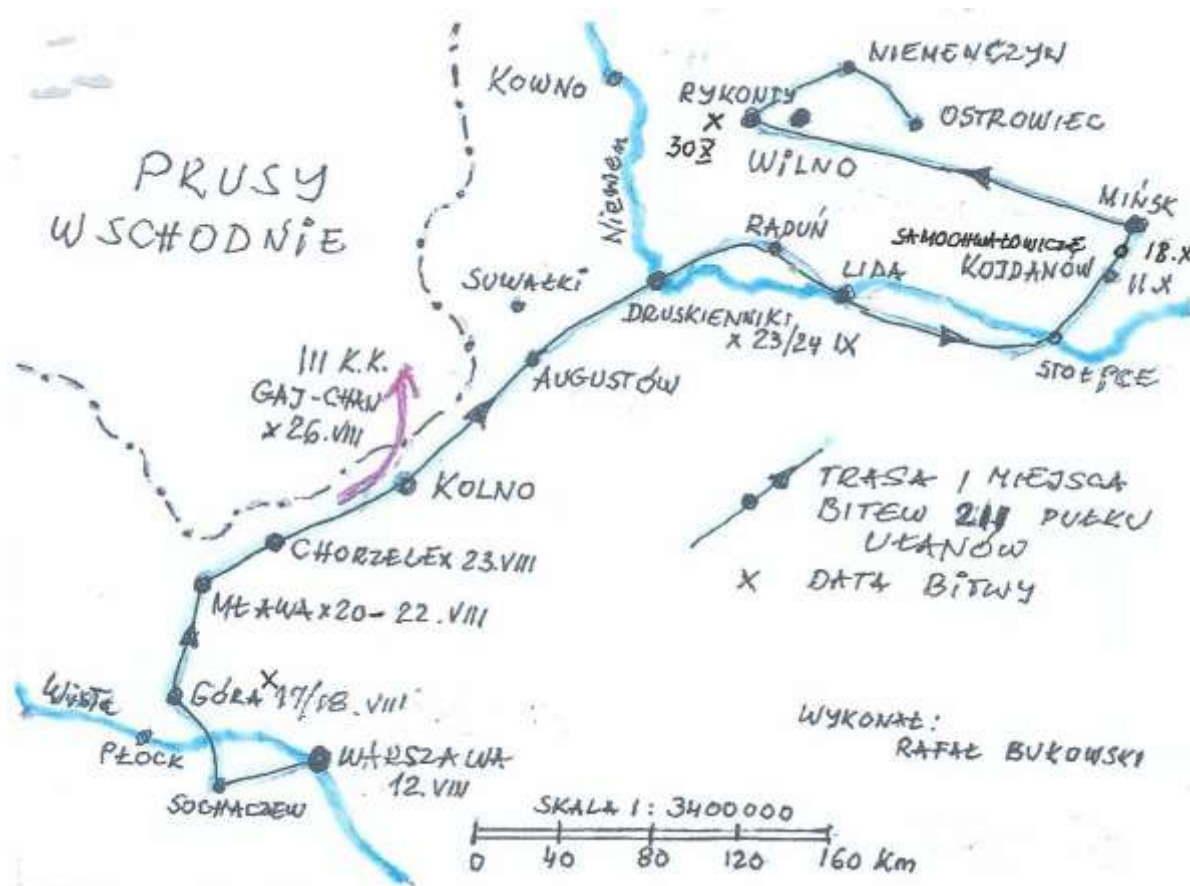 NIEMENCZYN
KOWNO
RYKONTY
OSTROWIEC
30 X
WILNO
PRUSY
WSCHODNIE
Niemen
MIŃSK
RADUŃ
SAMOCHWAŁOWICZE
18.X
KOJDANÓW
11.X
SUWAŁKI
LIDA
DRUSKIENNIKI
x 23/24 IX
STOŁPCE
III K.K.
GAJ-CHAN
x 26.VIII
AUGUSTÓW
KOLNO
TRASA I MIEJSCA
BITEW 211 PUŁKU
UŁANÓW
X DATA BITWY
CHORZELE x 23.VIII
MŁAWA x 20-22.VIII
Wisła
GÓRA x 17/18.VIII
PŁOCK
WARSZAWA
12.VIII
SOCHACZEW
WYKONAŁ:
RAFAŁ BUKOWSKI
SKALA 1:3400000
0 40 80 120 160 Km